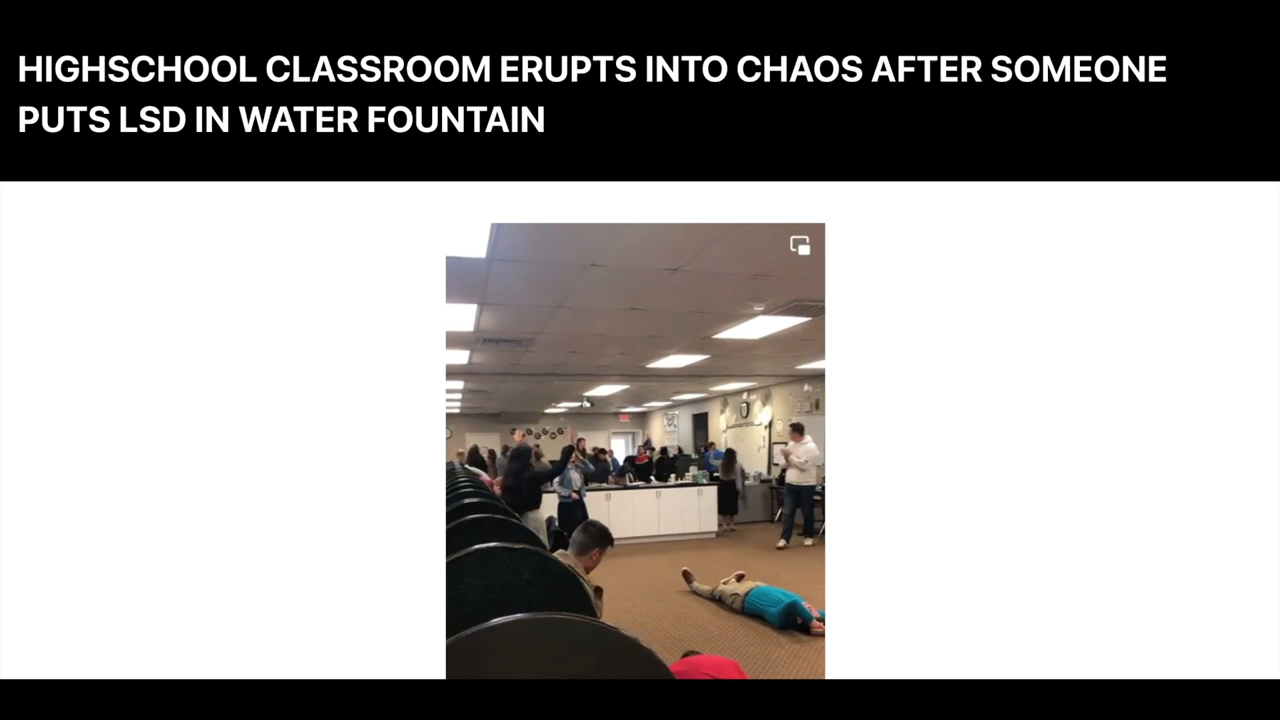 HIGHSCHOOL CLASSROOM ERUPTS INTO CHAOS AFTER SOMEONE
PUTS LSD IN WATER FOUNTAIN